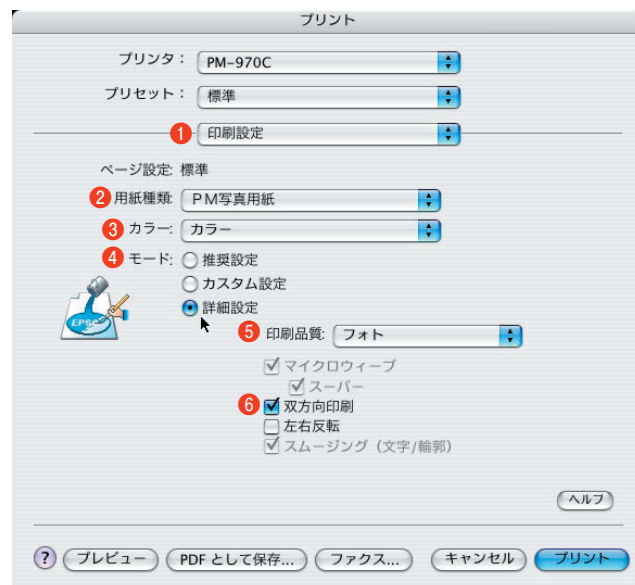 プリント
プリンタ： PM-970C
プリセット： 標準
1 印刷設定
ページ設定: 標準
2 用紙種類: PM写真用紙
3 カラー: カラー
4 モード: 推奨設定
カスタム設定
詳細設定
EPSO
5 印刷品質: フォト
マイクロウィーブ
スーパー
6 双方向印刷
左右反転
スムージング（文字/輪郭）
ヘルプ
? プレビュー PDF として保存... ファクス... キャンセル プリント